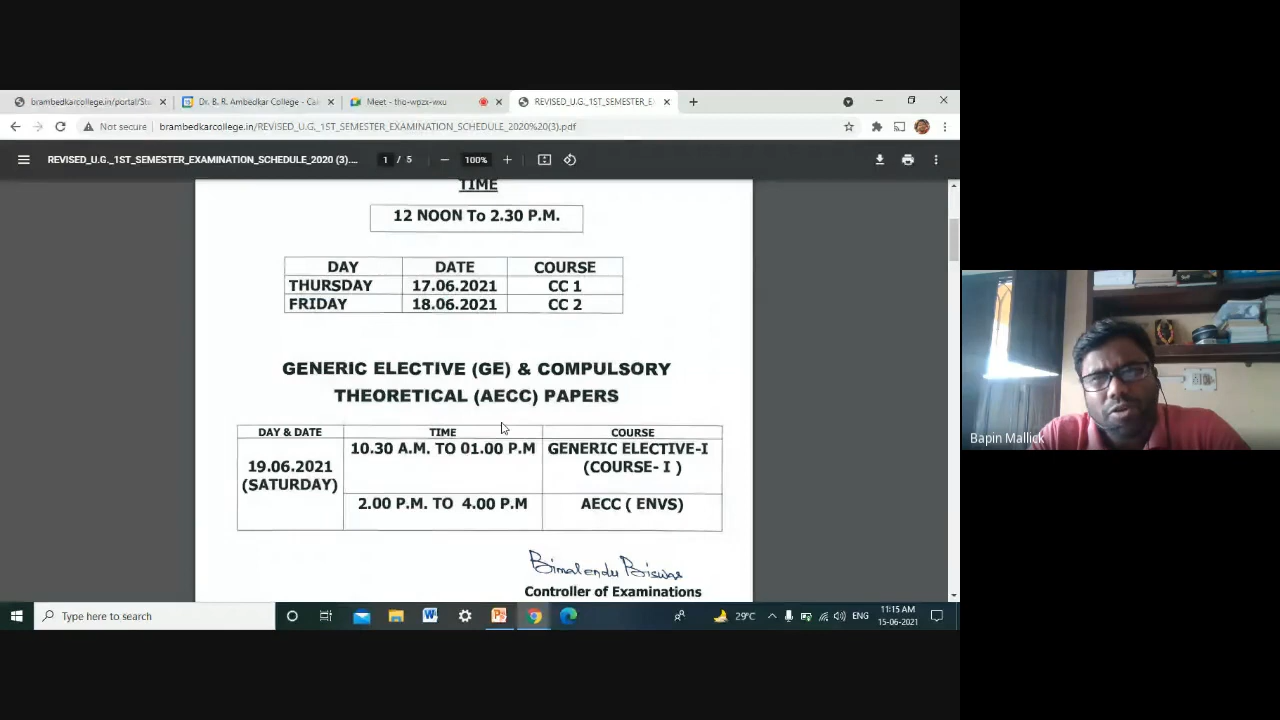 brambedkarcollege.in/portal/Stu
Dr. B. R. Ambedkar College - Cal
Meet - tho-wpzx-wxu
REVISED_U.G._1ST_SEMESTER_E
Not secure
brambedkarcollege.in/REVISED_U.G._1ST_SEMESTER_EXAMINATION_SCHEDULE_2020%20(3).pdf
REVISED_U.G._1ST_SEMESTER_EXAMINATION_SCHEDULE_2020 (3)....
1 / 5
100%
TIME
12 NOON To 2.30 P.M.
DAY DATE COURSE
THURSDAY 17.06.2021 CC 1
FRIDAY 18.06.2021 CC 2
GENERIC ELECTIVE (GE) & COMPULSORY
THEORETICAL (AECC) PAPERS
DAY & DATE TIME COURSE
19.06.2021
(SATURDAY)
10.30 A.M. TO 01.00 P.M
GENERIC ELECTIVE-I
(COURSE- I )
2.00 P.M. TO 4.00 P.M
AECC ( ENVS)
Bimalendu Biswas
Controller of Examinations
Bapin Mallick
Type here to search
29°C
ENG
11:15 AM
15-06-2021